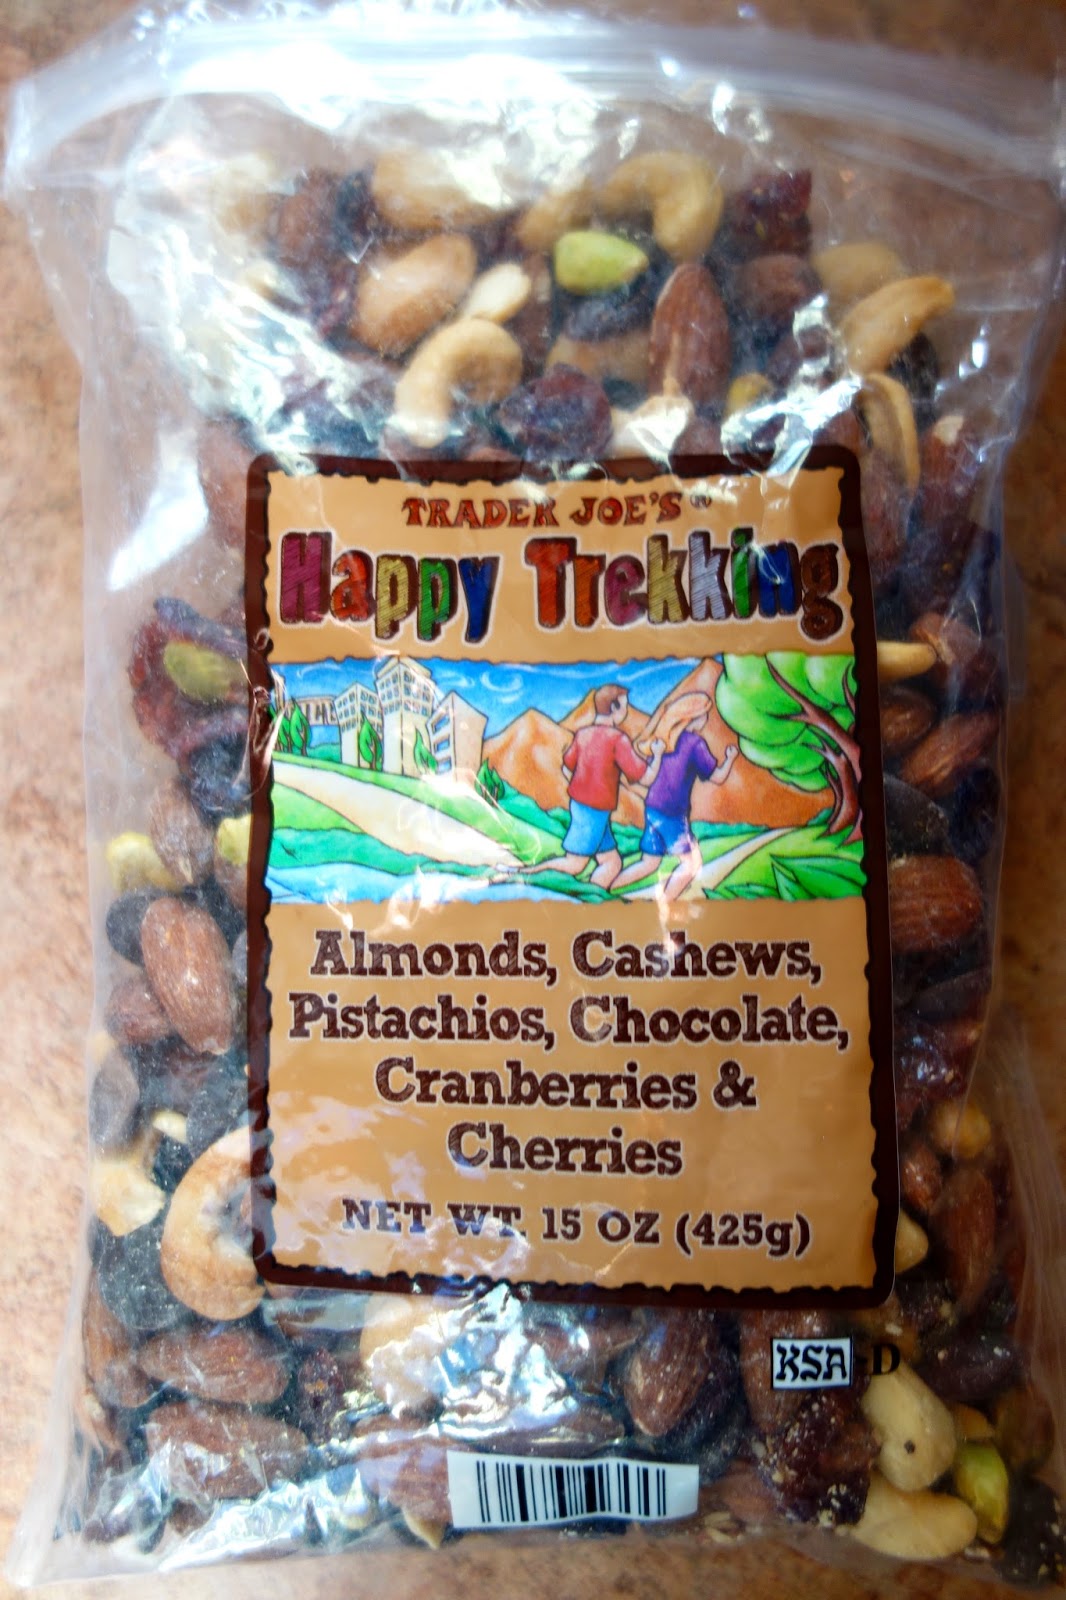 TRADER JOE'S®
Happy Trekking
Almonds, Cashews,
Pistachios, Chocolate,
Cranberries &
Cherries
NET WT. 15 OZ (425g)
KSA D